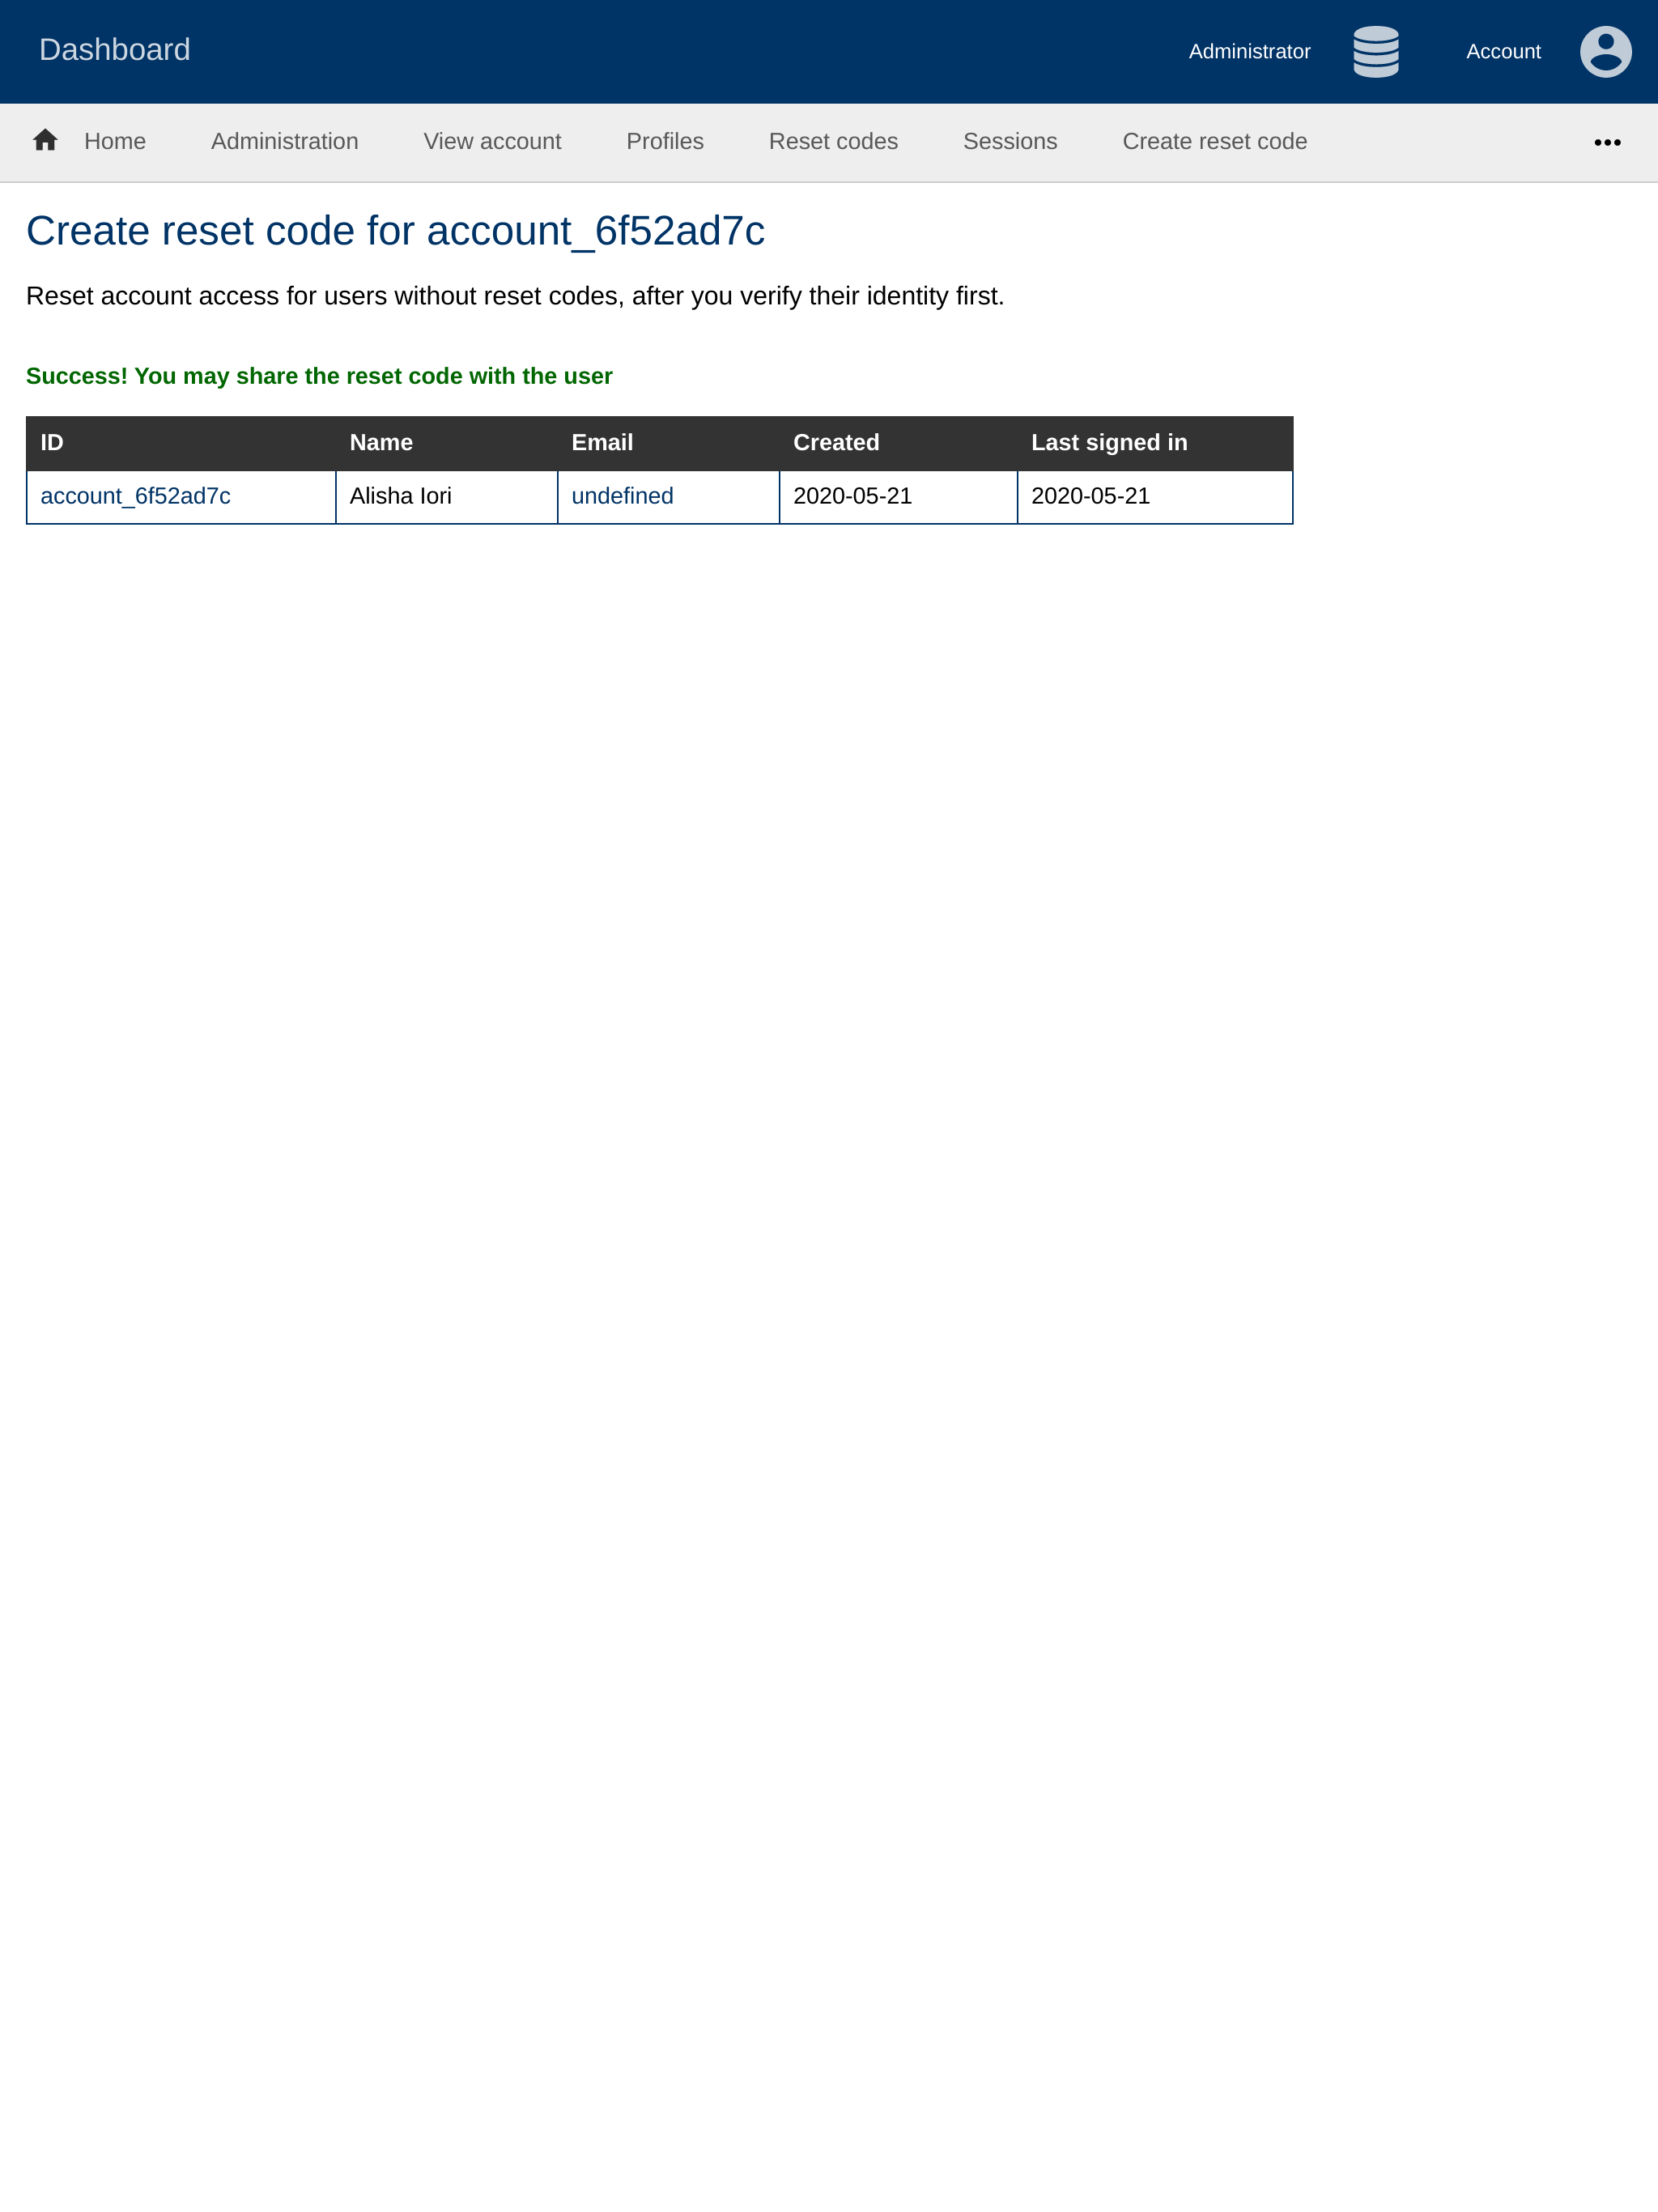 Dashboard Administrator Account
Home Administration View account Profiles Reset codes Sessions Create reset code
Create reset code for account_6f52ad7c
Reset account access for users without reset codes, after you verify their identity first.
Success! You may share the reset code with the user
ID Name Email Created Last signed in
account_6f52ad7c Alisha Iori undefined 2020-05-21 2020-05-21